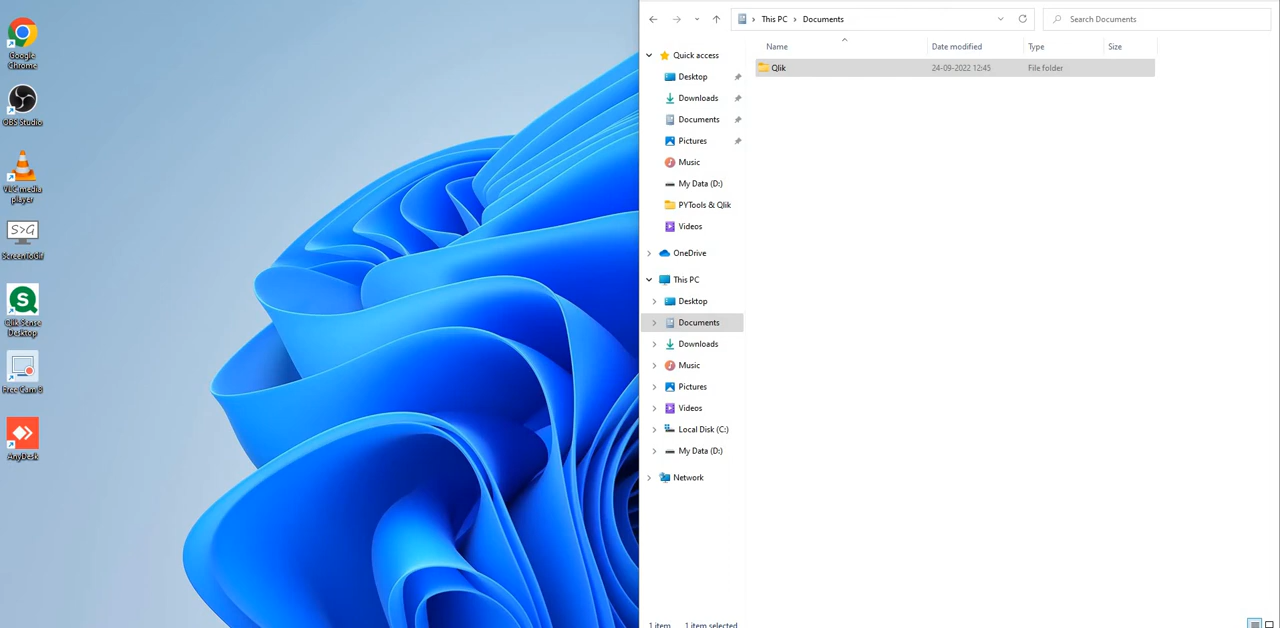 Google
Chrome
OBS Studio
VLC media
player
S>G
ScreenToGif
Qlik Sense
Desktop
Free Cam 8
AnyDesk
This PC > Documents
Search Documents
Name
Date modified
Type
Size
Qlik
24-09-2022 12:45
File folder
Quick access
Desktop
Downloads
Documents
Pictures
Music
My Data (D:)
PYTools & Qlik
Videos
OneDrive
This PC
Desktop
Documents
Downloads
Music
Pictures
Videos
Local Disk (C:)
My Data (D:)
Network
1 item
1 item selected